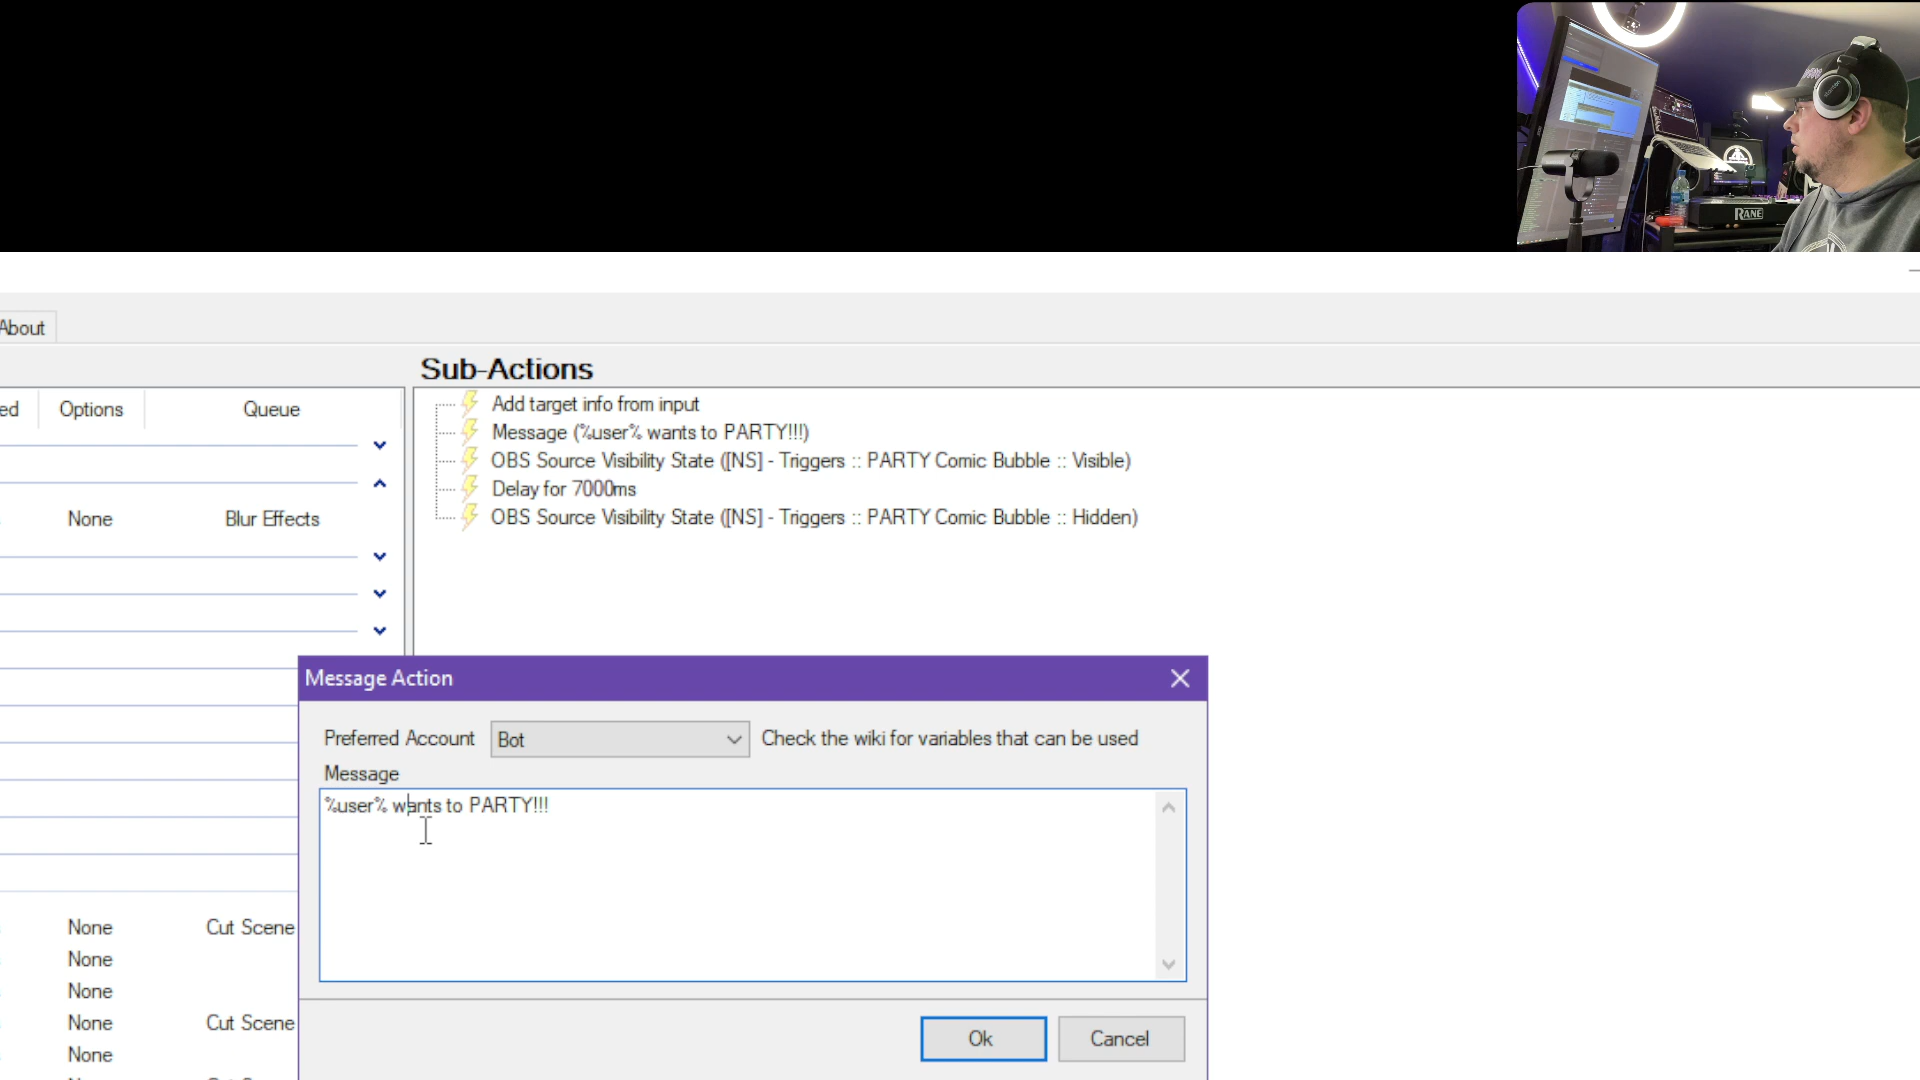 RANE
About
Sub-Actions
ed Options Queue
Add target info from input
Message (%user% wants to PARTY!!!)
OBS Source Visibility State ([NS] - Triggers :: PARTY Comic Bubble :: Visible)
None Blur Effects
Delay for 7000ms
OBS Source Visibility State ([NS] - Triggers :: PARTY Comic Bubble :: Hidden)
Message Action
Preferred Account Bot Check the wiki for variables that can be used
Message
%user% wants to PARTY!!!
None Cut Scene
None
None
None Cut Scene
None
Ok Cancel